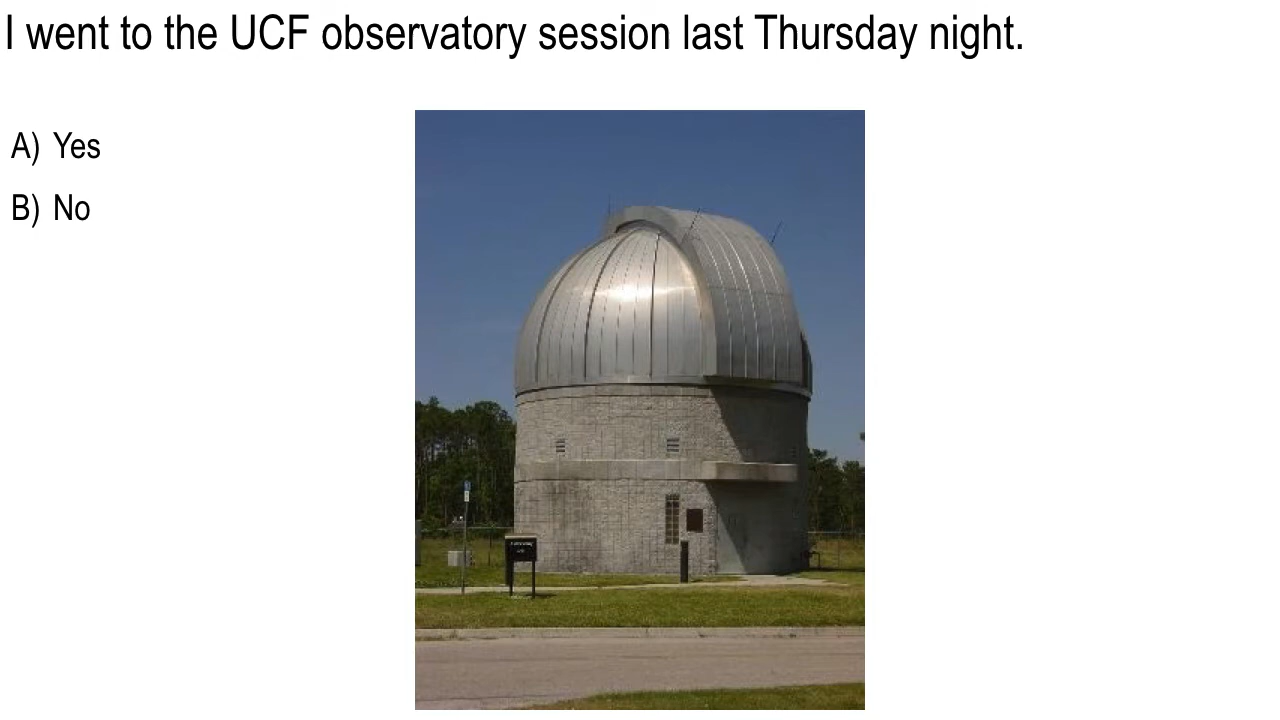 I went to the UCF observatory session last Thursday night.
A) Yes
B) No